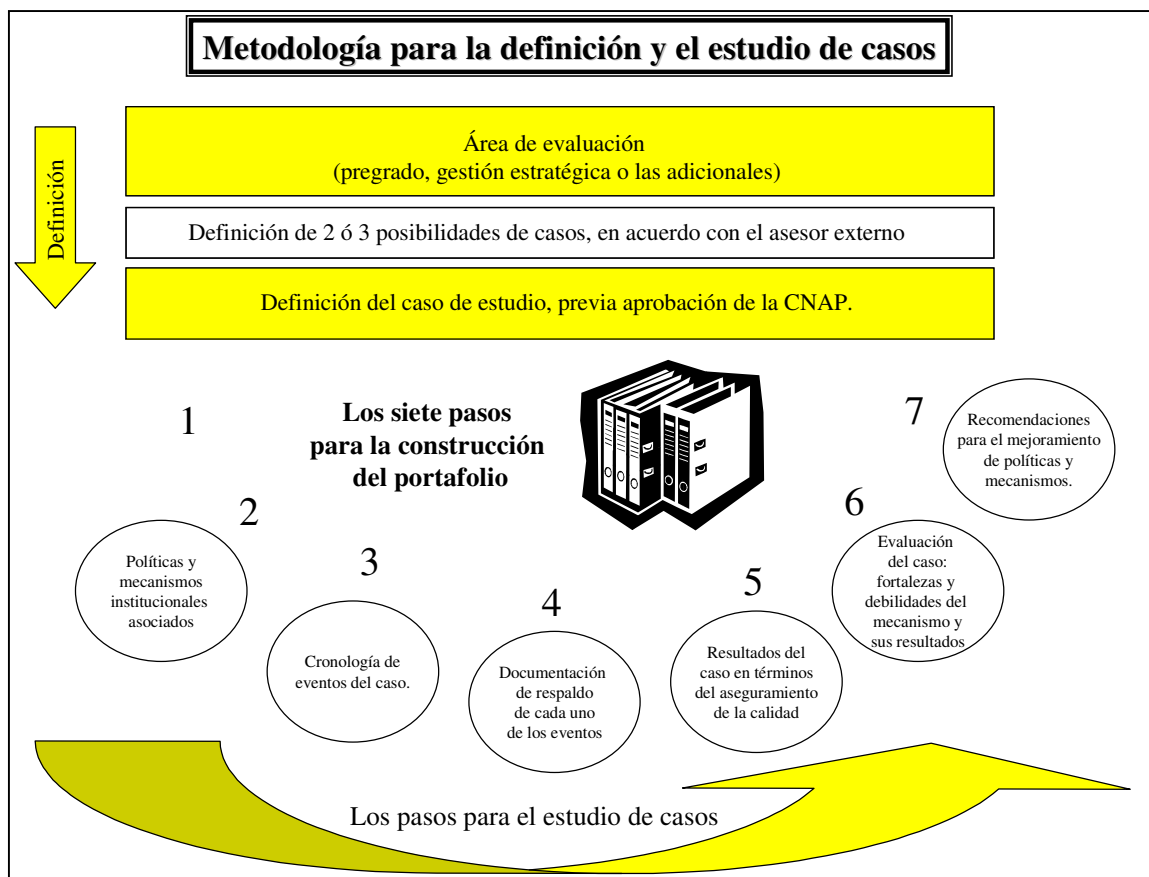 Metodología para la definición y el estudio de casos
Definición
Área de evaluación
(pregrado, gestión estratégica o las adicionales)
Definición de 2 ó 3 posibilidades de casos, en acuerdo con el asesor externo
Definición del caso de estudio, previa aprobación de la CNAP.
Los siete pasos
para la construcción
del portafolio
1
2
Políticas y
mecanismos
institucionales
asociados
3
Cronología de
eventos del caso.
4
Documentación
de respaldo
de cada uno
de los eventos
5
Resultados del
caso en términos
del aseguramiento
de la calidad
6
Evaluación
del caso:
fortalezas y
debilidades del
mecanismo y
sus resultados
7
Recomendaciones
para el mejoramiento
de políticas y
mecanismos.
Los pasos para el estudio de casos